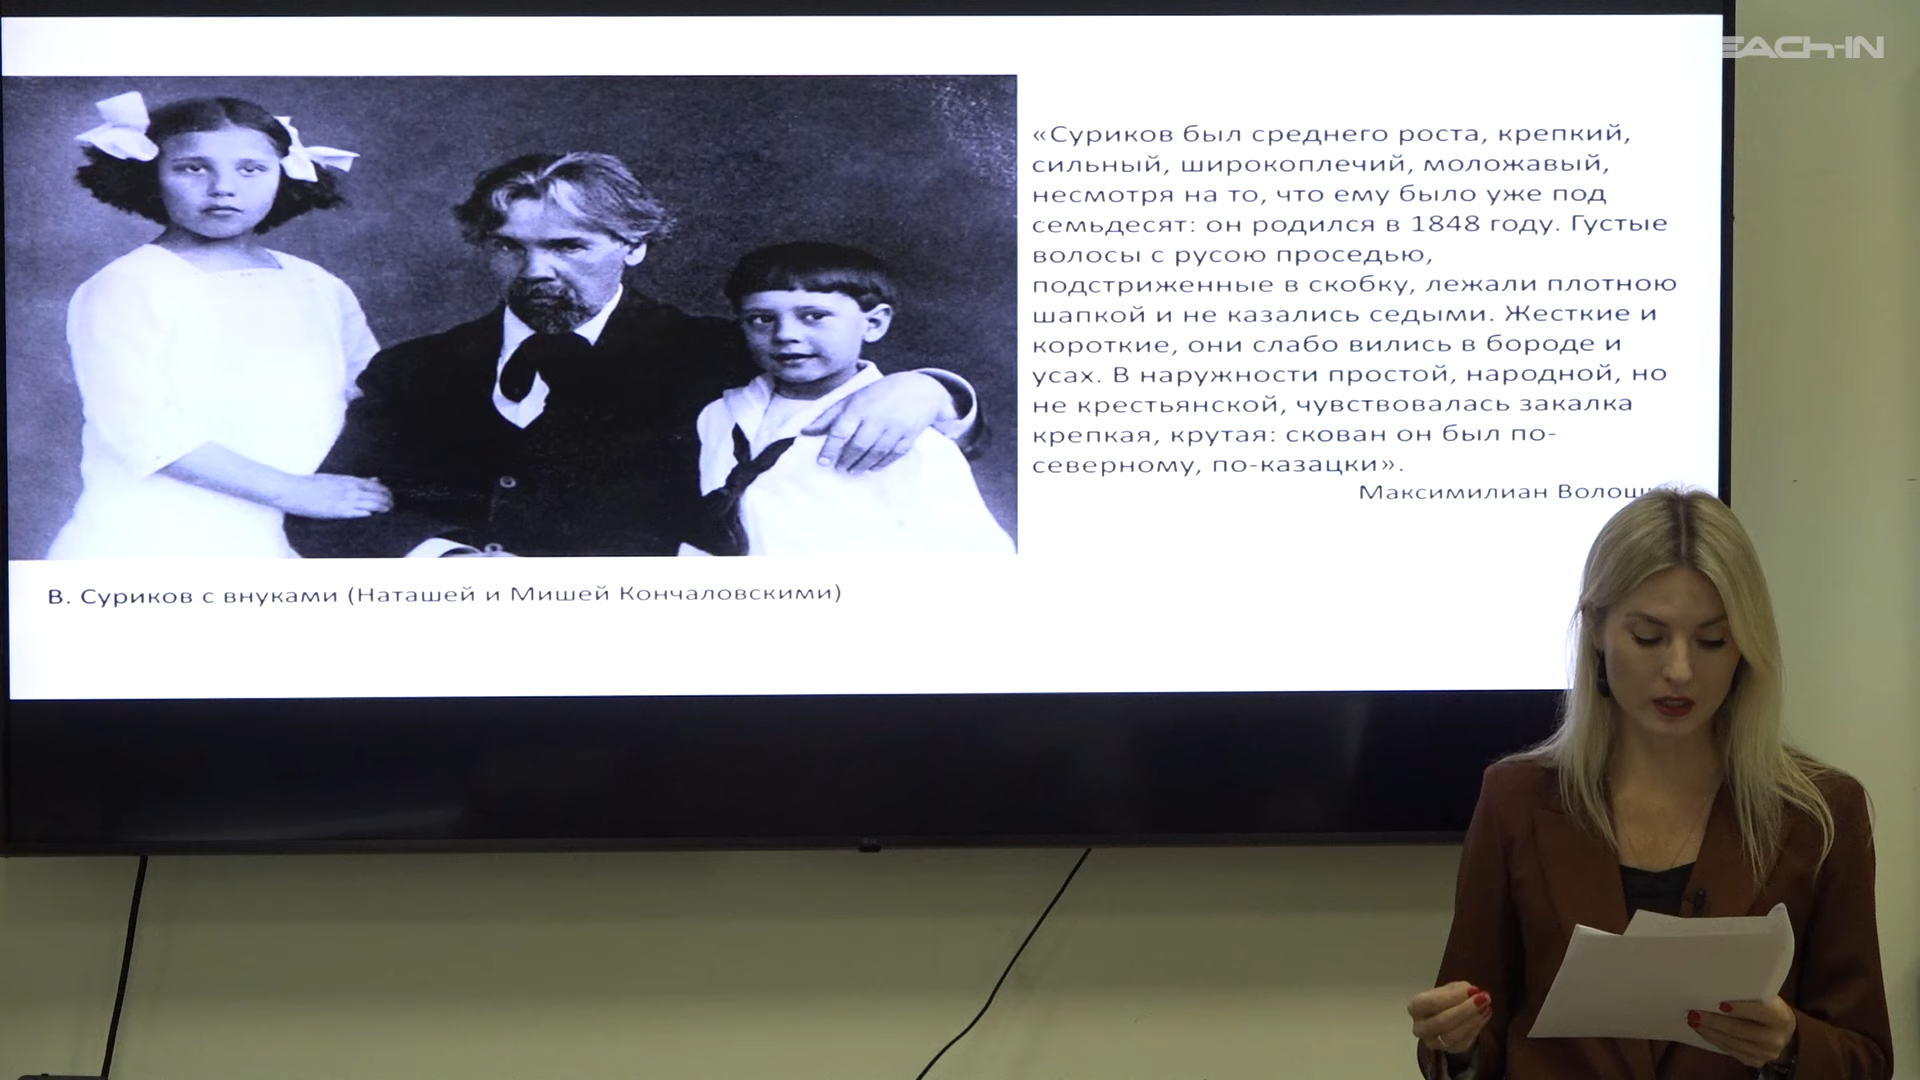 EACh-IN
«Суриков был среднего роста, крепкий,
сильный, широкоплечий, моложавый,
несмотря на то, что ему было уже под
семьдесят: он родился в 1848 году. Густые
волосы с русою проседью,
подстриженные в скобку, лежали плотною
шапкой и не казались седыми. Жесткие и
короткие, они слабо вились в бороде и
усах. В наружности простой, народной, но
не крестьянской, чувствовалась закалка
крепкая, крутая: скован он был по-
северному, по-казацки».
Максимилиан
В. Суриков с внуками (Наташей и Мишей Кончаловскими)